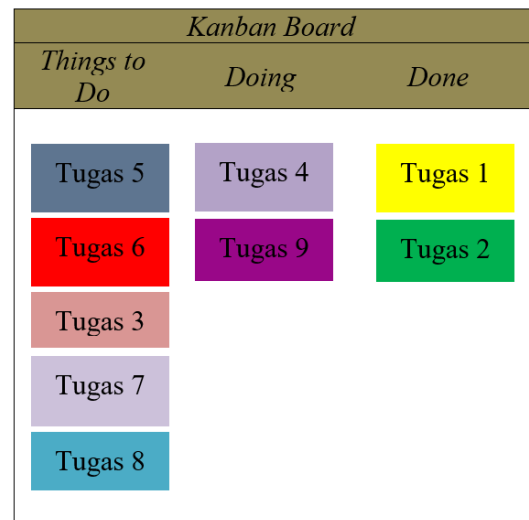 Kanban Board
Things to
Do
Doing
Done
Tugas 5
Tugas 4
Tugas 1
Tugas 6
Tugas 9
Tugas 2
Tugas 3
Tugas 7
Tugas 8